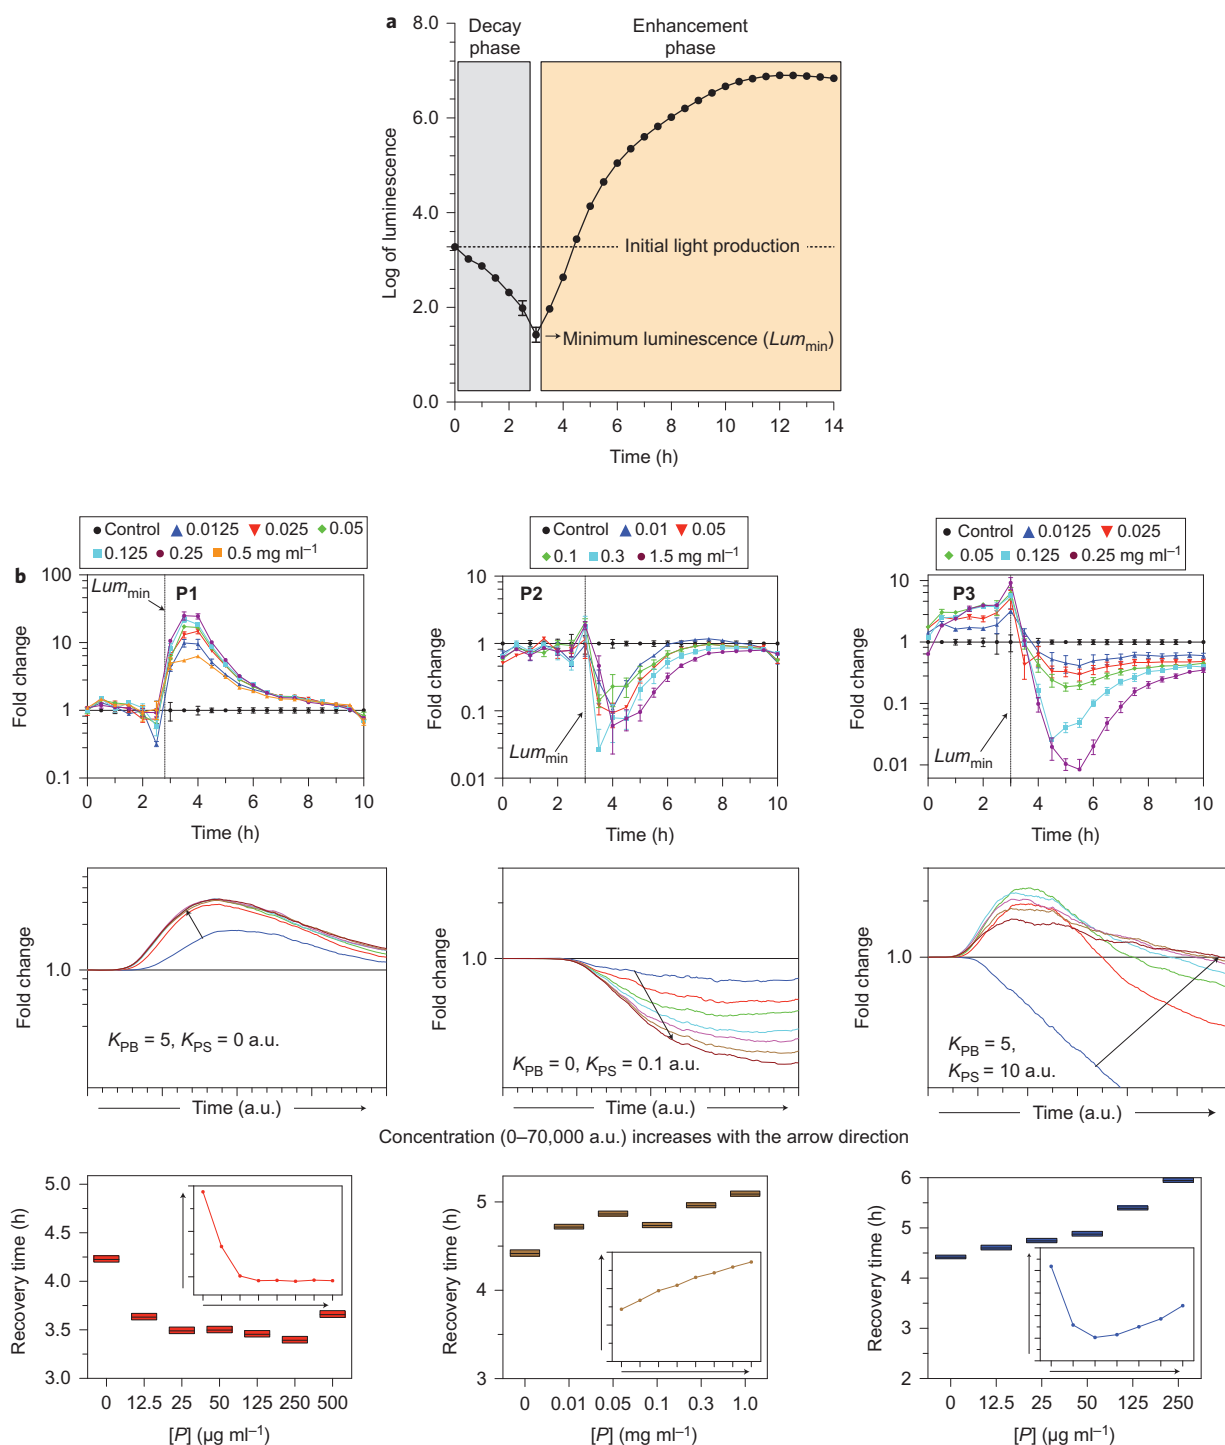 a
8.0
6.0
4.0
2.0
0.0
Log of luminescence
Decay phase
Enhancement phase
Initial light production
Minimum luminescence (Lum_min)
0 2 4 6 8 10 12 14
Time (h)
b
● Control ▲ 0.0125 ▼ 0.025 ◆ 0.05
■ 0.125 ● 0.25 ■ 0.5 mg ml⁻¹
100
10
1
0.1
Fold change
Lum_min
P1
0 2 4 6 8 10
Time (h)
● Control ▲ 0.01 ▼ 0.05
◆ 0.1 ■ 0.3 ● 1.5 mg ml⁻¹
10
1
0.1
0.01
Fold change
P2
Lum_min
0 2 4 6 8 10
Time (h)
● Control ▲ 0.0125 ▼ 0.025
◆ 0.05 ■ 0.125 ● 0.25 mg ml⁻¹
10
1
0.1
0.01
Fold change
P3
Lum_min
0 2 4 6 8 10
Time (h)
Fold change
1.0
K_PB = 5, K_PS = 0 a.u.
Time (a.u.)
Fold change
1.0
K_PB = 0, K_PS = 0.1 a.u.
Time (a.u.)
Fold change
1.0
K_PB = 5,
K_PS = 10 a.u.
Time (a.u.)
Concentration (0–70,000 a.u.) increases with the arrow direction
5.0
4.5
4.0
3.5
3.0
Recovery time (h)
0 12.5 25 50 125 250 500
[P] (µg ml⁻¹)
5
4
3
Recovery time (h)
0 0.01 0.05 0.1 0.3 1.0
[P] (mg ml⁻¹)
6
5
4
3
2
Recovery time (h)
0 12.5 25 50 125 250
[P] (µg ml⁻¹)